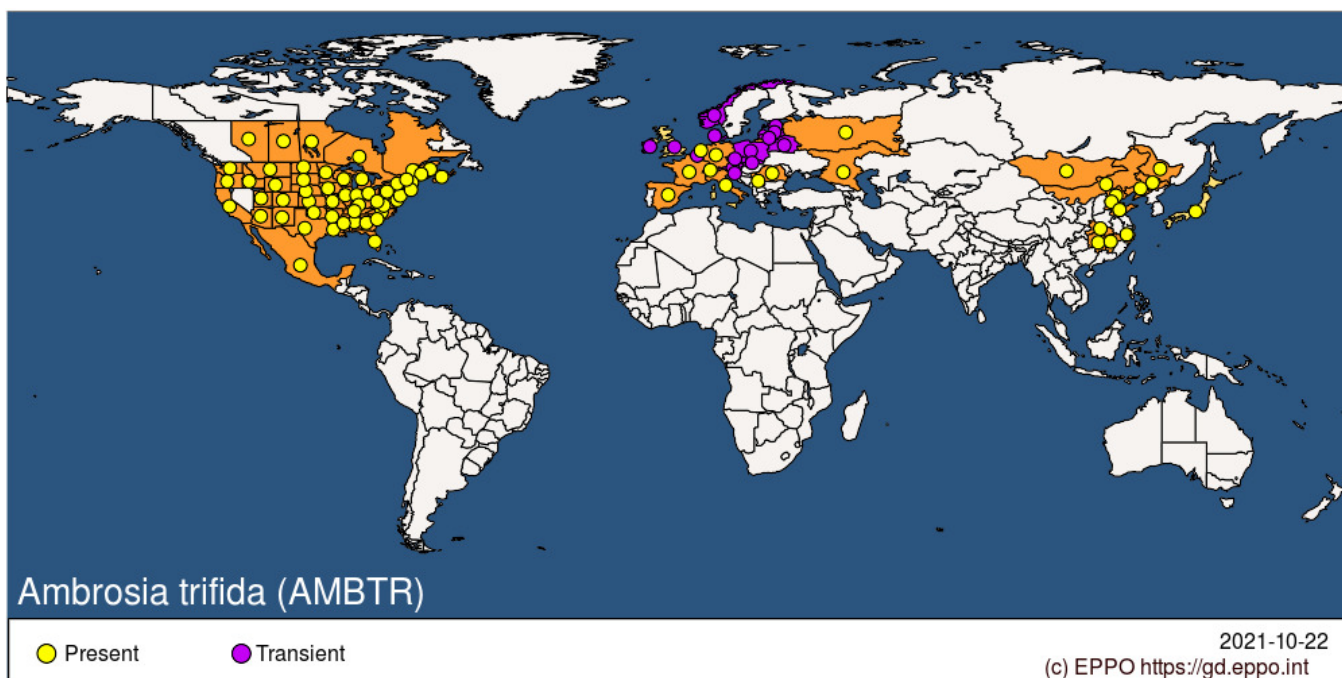 Ambrosia trifida (AMBTR)
Present
Transient
2021-10-22
(c) EPPO https://gd.eppo.int